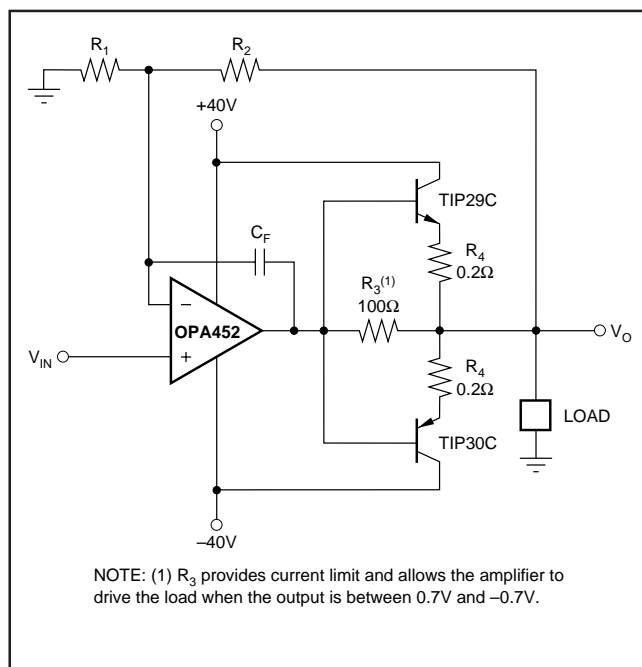 R1
R2
+40V
TIP29C
CF
R4
0.2Ω
R3(1)
100Ω
–
OPA452
+
VIN
VO
R4
0.2Ω
LOAD
TIP30C
–40V
NOTE: (1) R3 provides current limit and allows the amplifier to
drive the load when the output is between 0.7V and –0.7V.